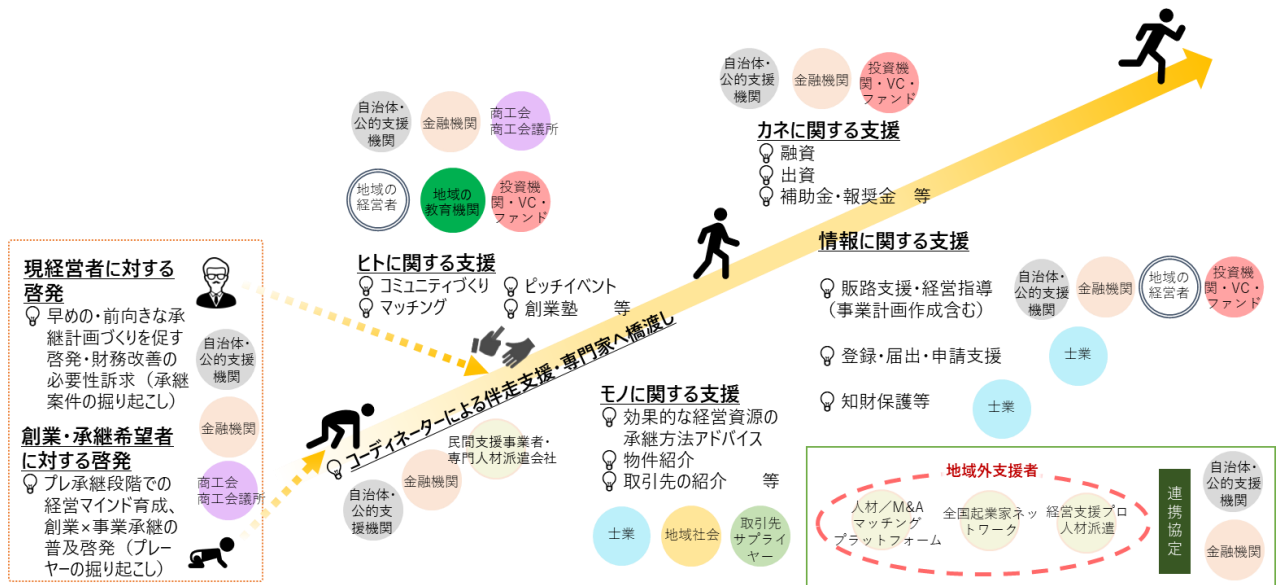 自治体・
公的支援
機関
金融機関
投資機
関・VC・
ファンド
カネに関する支援
融資
出資
補助金・報奨金 等
自治体・
公的支援
機関
金融機関
商工会
商工会議所
地域の
経営者
地域の
教育機関
投資機
関・VC・
ファンド
ヒトに関する支援
コミュニティづくり
マッチング
ピッチイベント
創業塾 等
現経営者に対する
啓発
早めの・前向きな承
継計画づくりを促す
啓発・財務改善の
必要性訴求（承継
案件の掘り起こし）
自治体・
公的支援
機関
金融機関
商工会
商工会議所
創業・承継希望者
に対する啓発
プレ承継段階での
経営マインド育成、
創業×事業承継の
普及啓発（プレー
ヤーの掘り起こし）
コーディネーターによる伴走支援・専門家へ橋渡し
自治体・
公的支
援機関
金融機関
民間支援事業者・
専門人材派遣会社
モノに関する支援
効果的な経営資源の
承継方法アドバイス
物件紹介
取引先の紹介 等
士業
地域社会
取引先
サプライ
ヤー
情報に関する支援
販路支援・経営指導
（事業計画作成含む）
自治体・
公的支援
機関
金融機関
地域の
経営者
投資機
関・VC・
ファンド
登録・届出・申請支援
士業
知財保護等
士業
地域外支援者
人材／M&A
マッチング
プラットフォーム
全国起業家ネッ
トワーク
経営支援プロ
人材派遣
連携協定
自治体・
公的支援
機関
金融機関